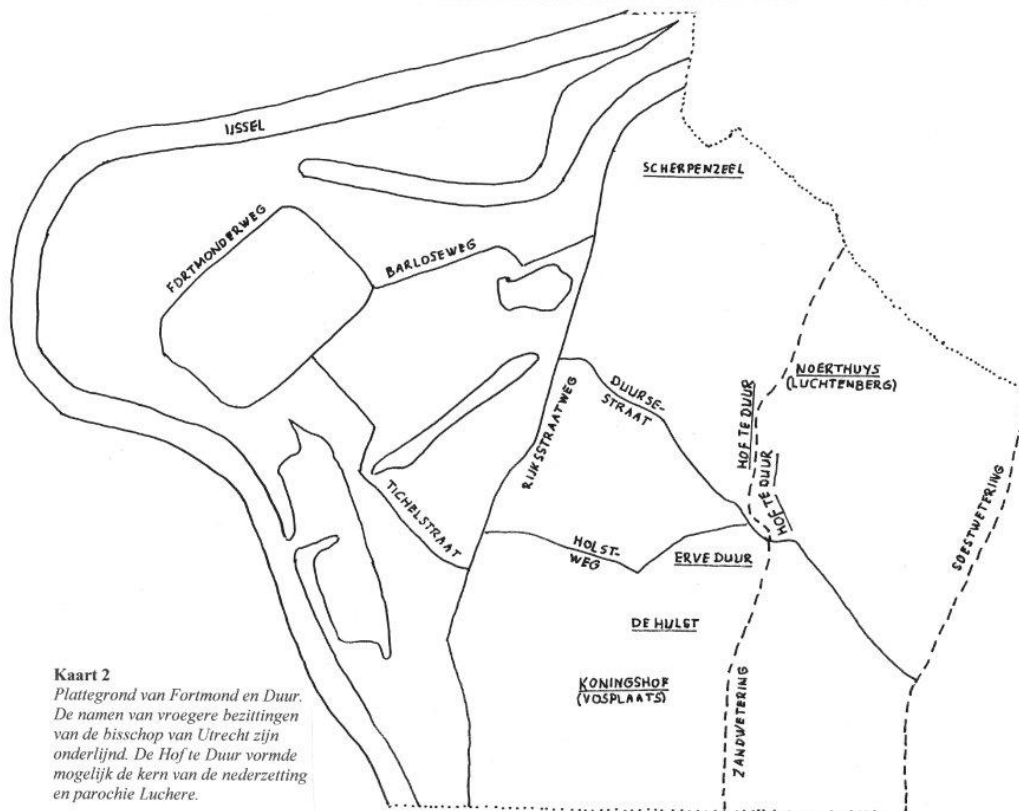 IJSSEL
SCHERPENZEEL
FORTMONDERWEG
BARLOSEWEG
NOERTHUYS
(LUCHTENBERG)
DUURSE-
STRAAT
RIJKSSTRAATWEG
HOF TE DUUR
HOF TE DUUR
TICHELSTRAAT
HOLST-
WEG
ERVE DUUR
SOESTWETERING
DE HULST
KONINGSHOF
(VOSPLAATS)
ZANDWETERING
Kaart 2
Plattegrond van Fortmond en Duur.
De namen van vroegere bezittingen
van de bisschop van Utrecht zijn
onderlijnd. De Hof te Duur vormde
mogelijk de kern van de nederzetting
en parochie Luchere.